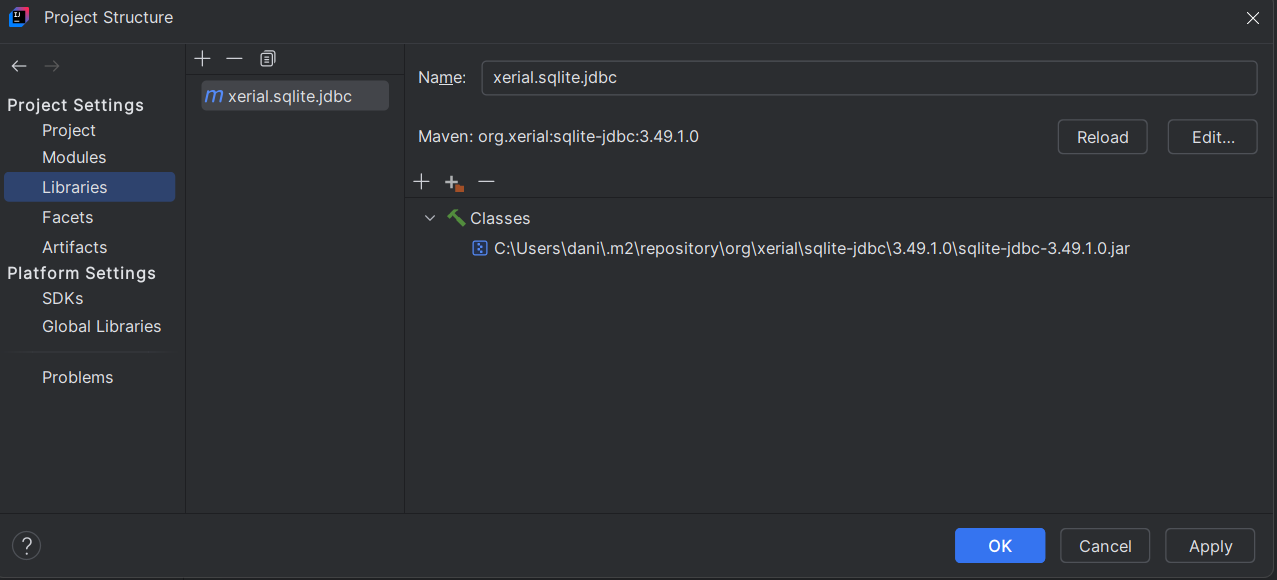 Project Structure
Project Settings
Project
Modules
Libraries
Facets
Artifacts
Platform Settings
SDKs
Global Libraries
Problems
xerial.sqlite.jdbc
Name: xerial.sqlite.jdbc
Maven: org.xerial:sqlite-jdbc:3.49.1.0
Reload
Edit...
Classes
C:\Users\dani\.m2\repository\org\xerial\sqlite-jdbc\3.49.1.0\sqlite-jdbc-3.49.1.0.jar
?
OK
Cancel
Apply